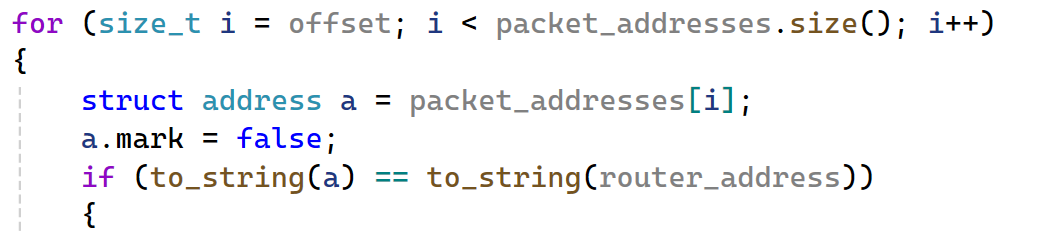 for (size_t i = offset; i < packet_addresses.size(); i++)
{
    struct address a = packet_addresses[i];
    a.mark = false;
    if (to_string(a) == to_string(router_address))
    {